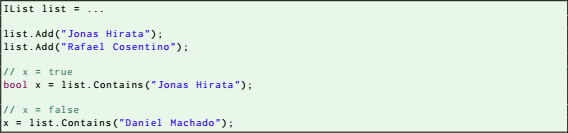 IList list = ...
list.Add("Jonas Hirata");
list.Add("Rafael Cosentino");
// x = true
bool x = list.Contains("Jonas Hirata");
// x = false
x = list.Contains("Daniel Machado");